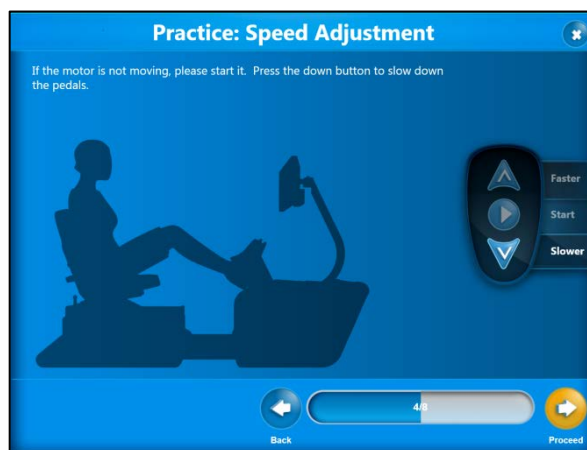 Practice: Speed Adjustment
If the motor is not moving, please start it.  Press the down button to slow down
the pedals.
Faster
Start
Slower
4/8
Back
Proceed